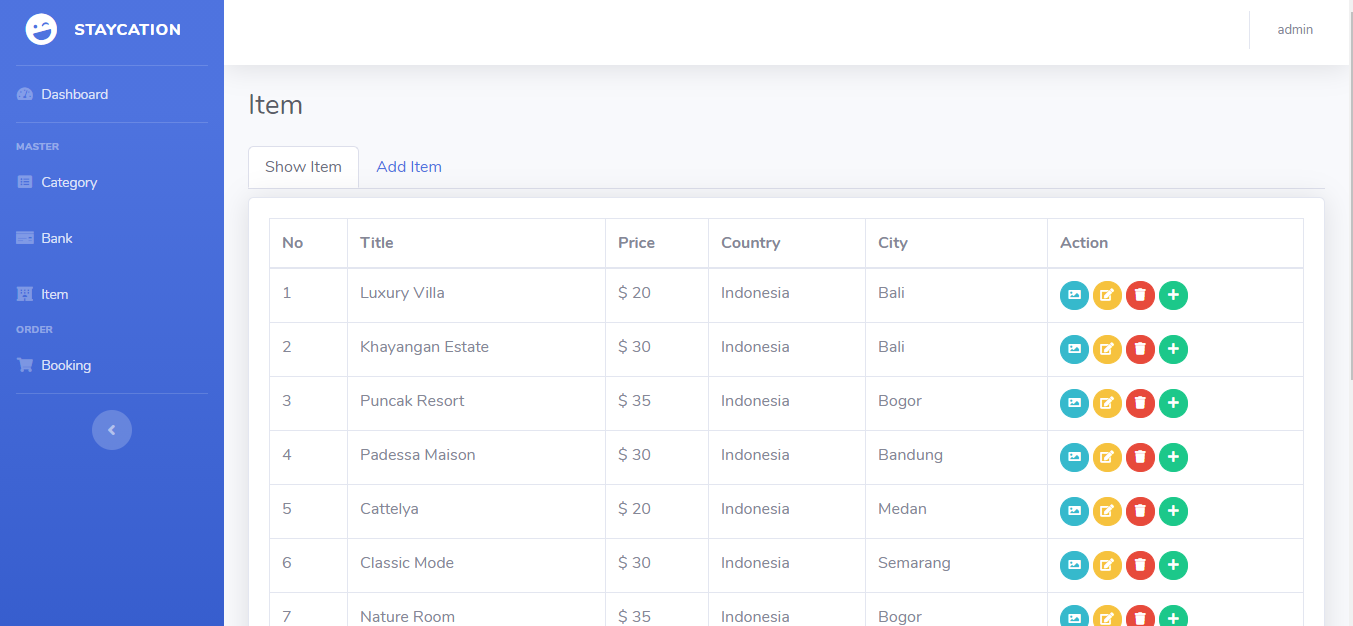 STAYCATION
Dashboard
MASTER
Category
Bank
Item
ORDER
Booking
admin
Item
Show Item Add Item
No Title Price Country City Action
1 Luxury Villa $ 20 Indonesia Bali
2 Khayangan Estate $ 30 Indonesia Bali
3 Puncak Resort $ 35 Indonesia Bogor
4 Padessa Maison $ 30 Indonesia Bandung
5 Cattelya $ 20 Indonesia Medan
6 Classic Mode $ 30 Indonesia Semarang
7 Nature Room $ 35 Indonesia Bogor